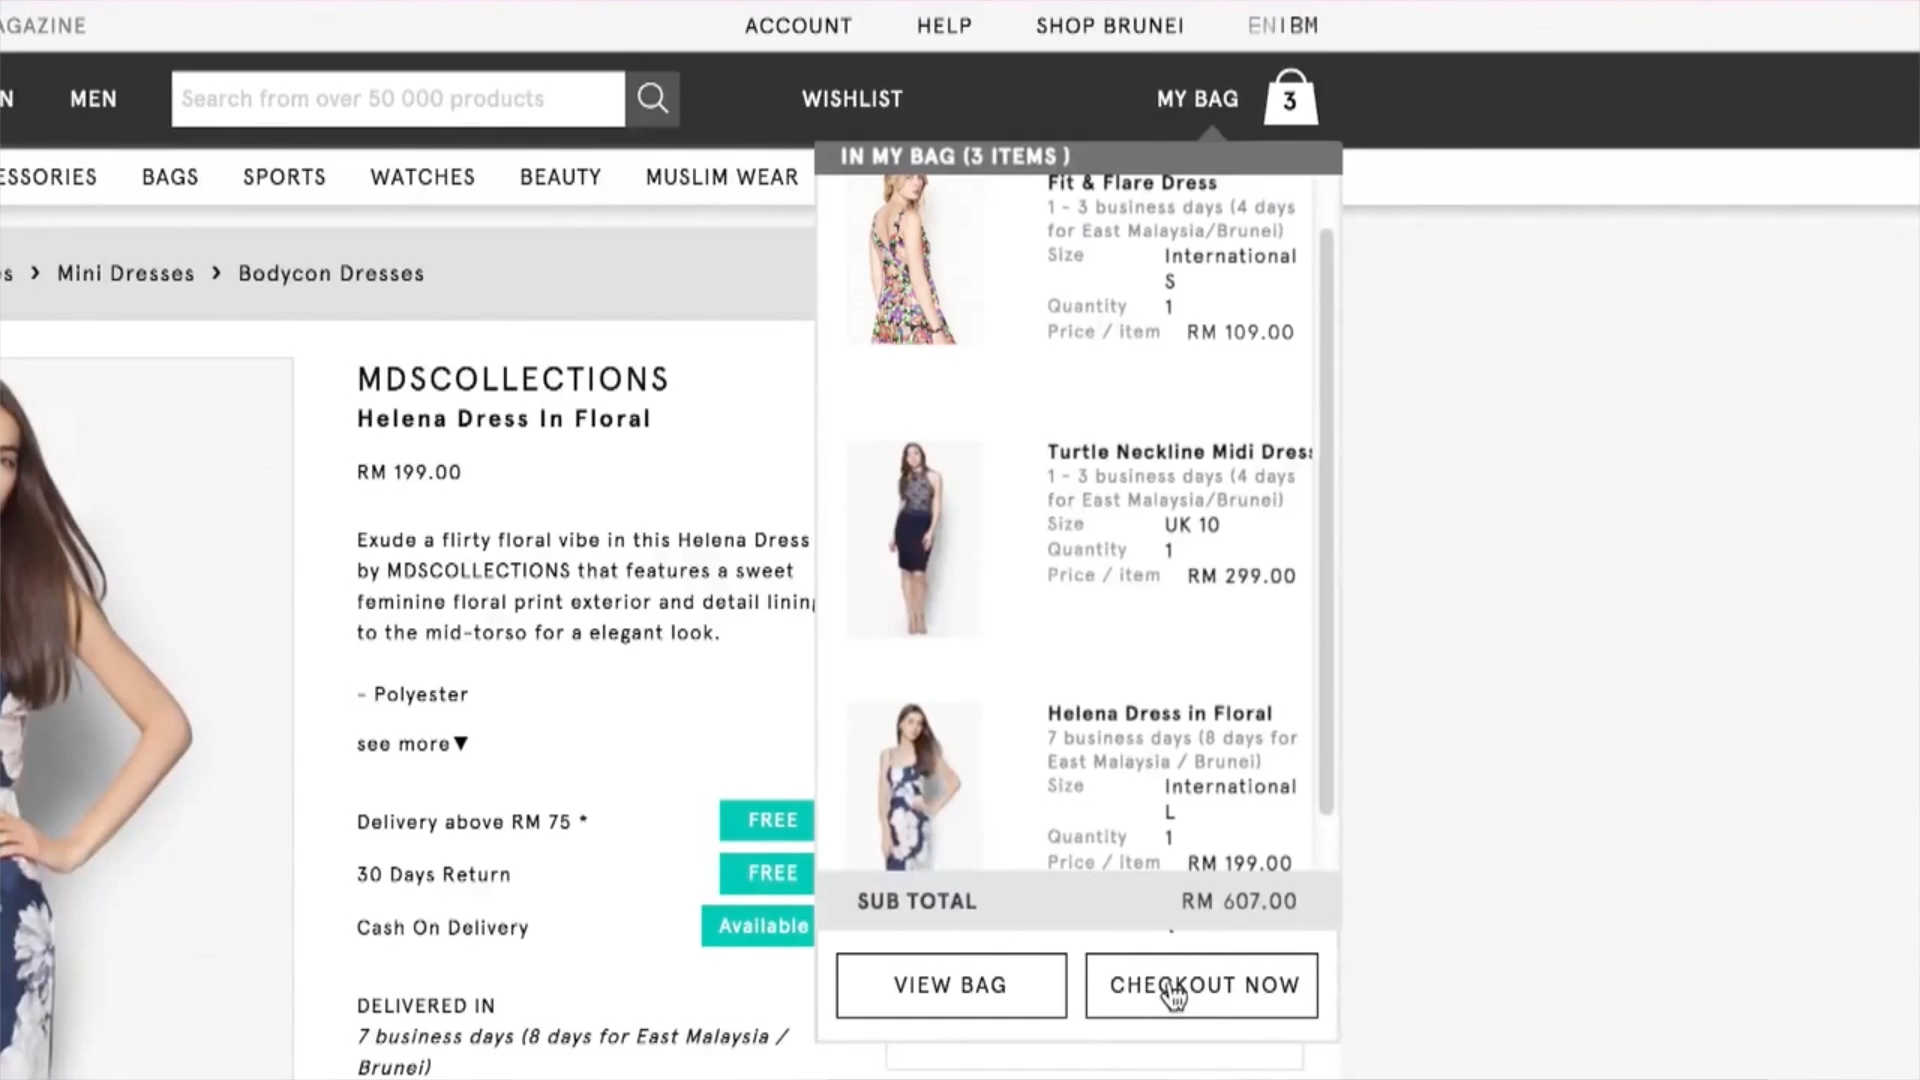 ACCOUNT
HELP
SHOP BRUNEI
EN|BM
MEN
Search from over 50 000 products
WISHLIST
MY BAG
3
BAGS
SPORTS
WATCHES
BEAUTY
MUSLIM WEAR
› Mini Dresses › Bodycon Dresses
MDSCOLLECTIONS
Helena Dress In Floral
RM 199.00
Exude a flirty floral vibe in this Helena Dress
by MDSCOLLECTIONS that features a sweet
feminine floral print exterior and detail
to the mid-torso for a elegant look.
- Polyester
see more▼
Delivery above RM 75 * FREE
30 Days Return FREE
Cash On Delivery Available
DELIVERED IN
7 business days (8 days for East Malaysia /
Brunei)
IN MY BAG (3 ITEMS )
Fit & Flare Dress
1 - 3 business days (4 days
for East Malaysia/Brunei)
Size International
S
Quantity 1
Price / item RM 109.00
Turtle Neckline Midi Dress
1 - 3 business days (4 days
for East Malaysia/Brunei)
Size UK 10
Quantity 1
Price / item RM 299.00
Helena Dress in Floral
7 business days (8 days for
East Malaysia / Brunei)
Size International
L
Quantity 1
Price / item RM 199.00
SUB TOTAL RM 607.00
VIEW BAG
CHECKOUT NOW